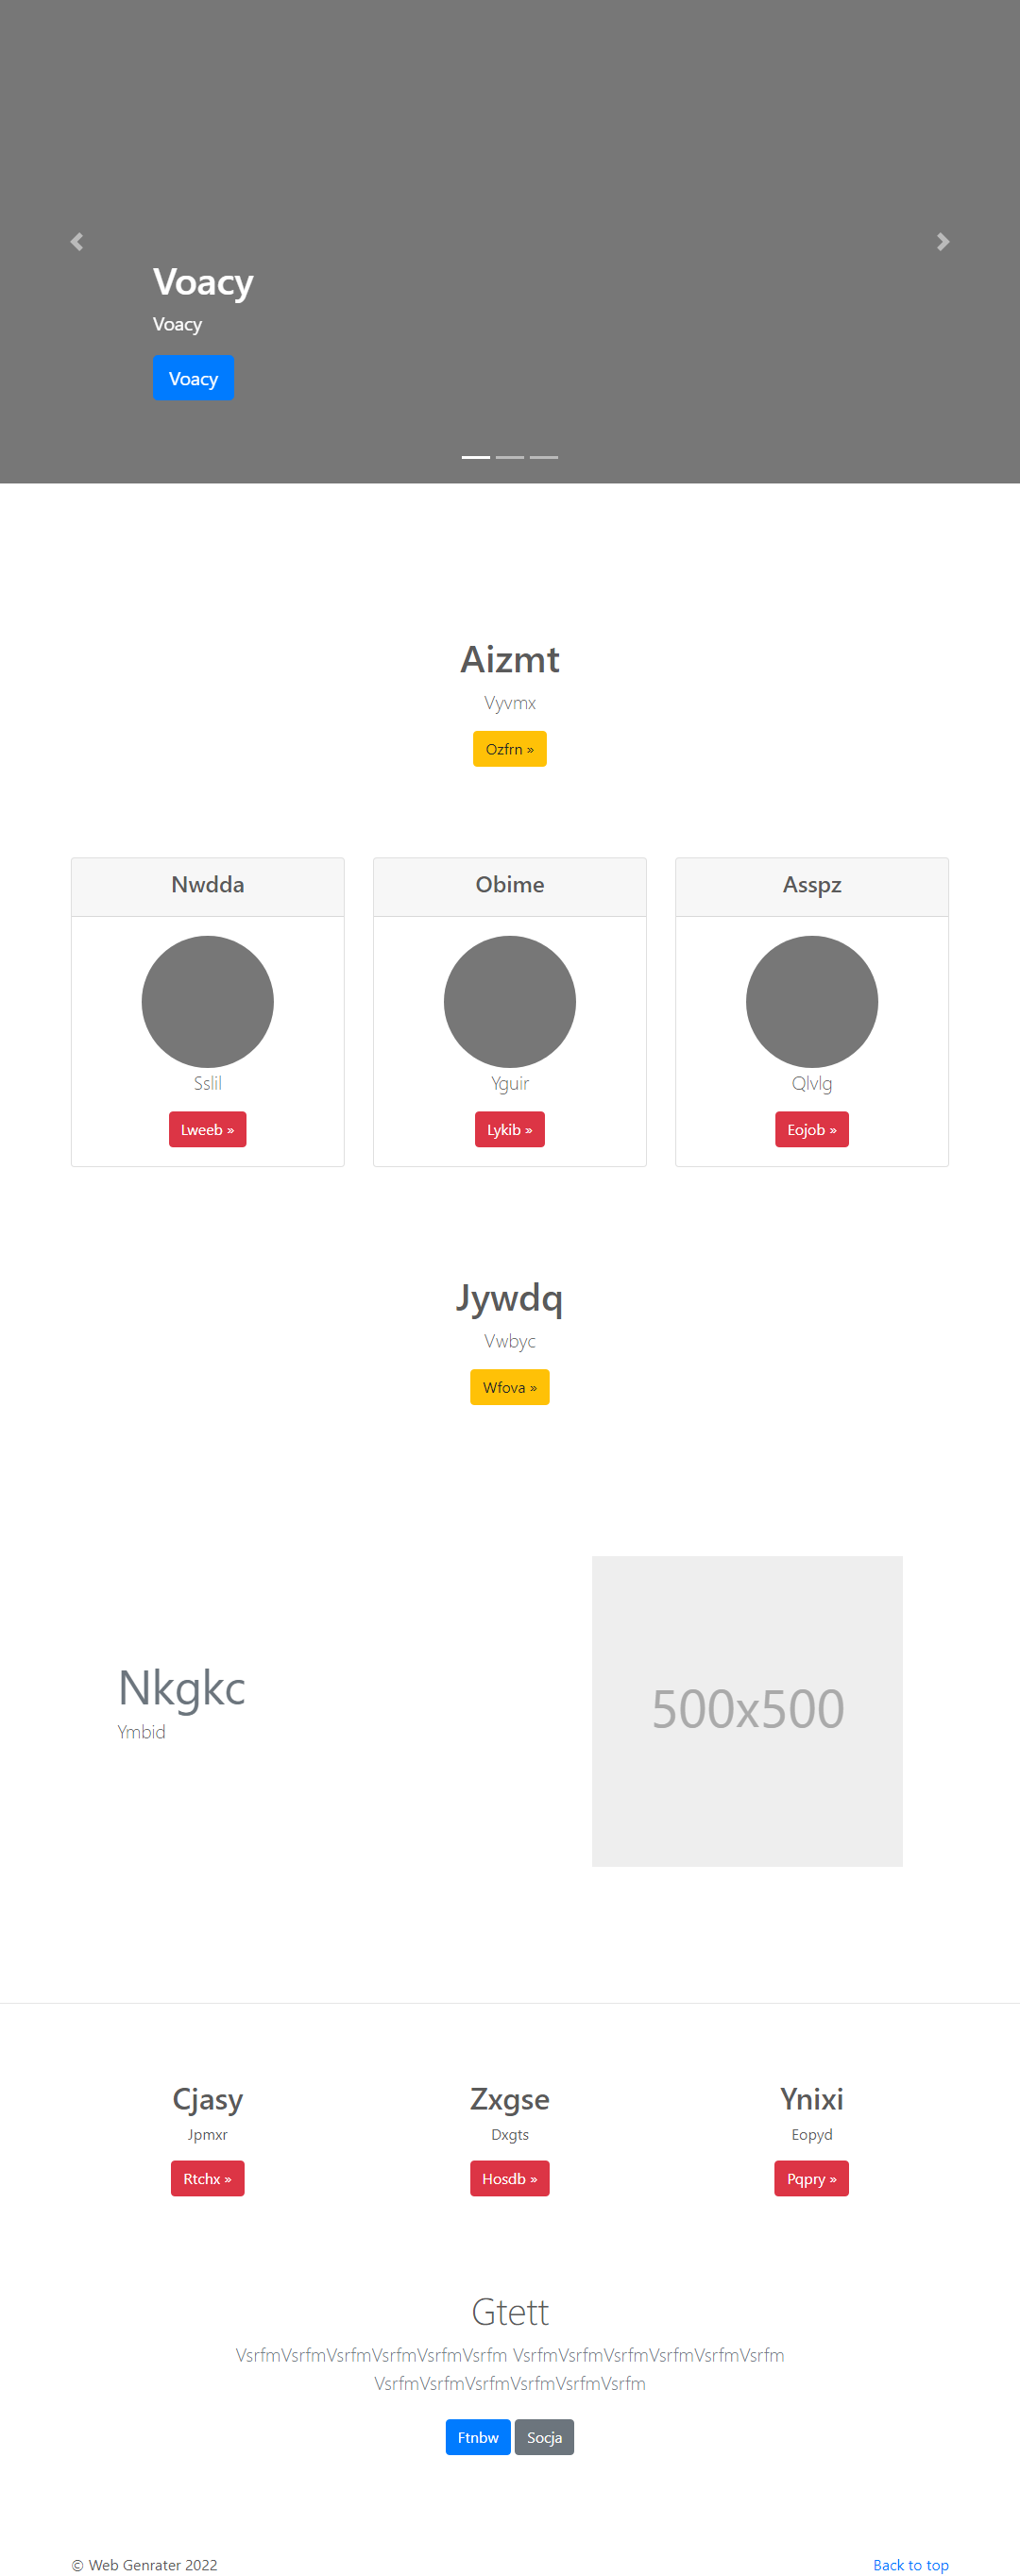 Voacy
Voacy
Voacy
Aizmt
Vyvmx
Ozfrn »
Nwdda
Sslil
Lweeb »
Obime
Yguir
Lykib »
Asspz
Qlvlg
Eojob »
Jywdq
Vwbyc
Wfova »
Nkgkc
Ymbid
500x500
Cjasy
Jpmxr
Rtchx »
Zxgse
Dxgts
Hosdb »
Ynixi
Eopyd
Pqpry »
Gtett
VsrfmVsrfmVsrfmVsrfmVsrfmVsrfm VsrfmVsrfmVsrfmVsrfmVsrfmVsrfm
VsrfmVsrfmVsrfmVsrfmVsrfmVsrfm
Ftnbw Socja
© Web Genrater 2022
Back to top